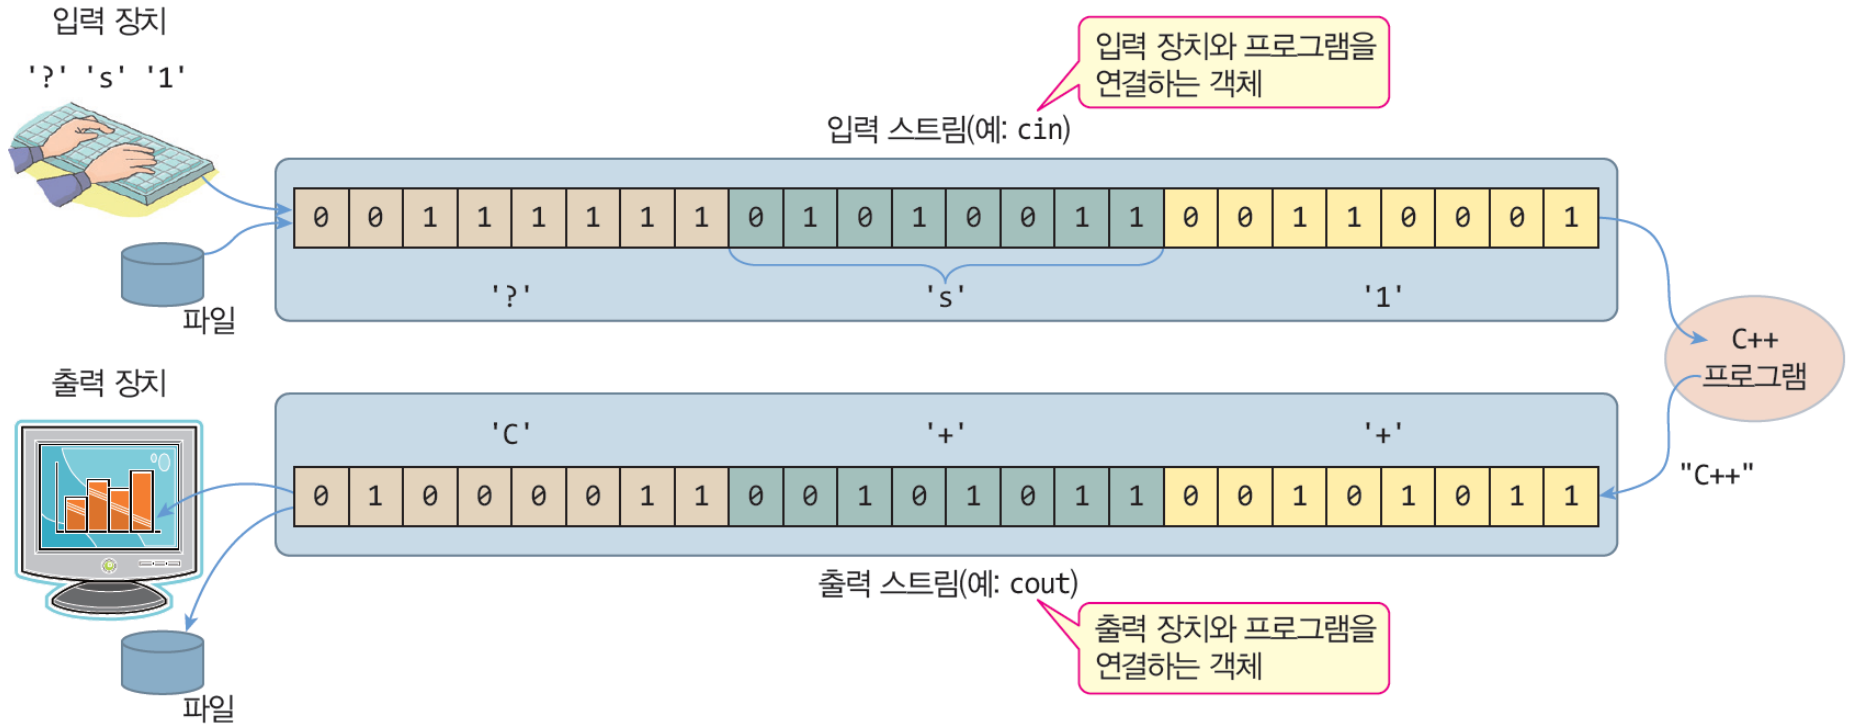 입력 장치
'?' 's' '1'
입력 장치와 프로그램을
연결하는 객체
입력 스트림(예: cin)
0 0 1 1 1 1 1 1 0 1 0 1 0 0 1 1 0 0 1 1 0 0 0 1
'?' 's' '1'
파일
C++
프로그램
출력 장치
'C' '+' '+'
"C++"
0 1 0 0 0 0 1 1 0 0 1 0 1 0 1 1 0 0 1 0 1 0 1 1
출력 스트림(예: cout)
출력 장치와 프로그램을
연결하는 객체
파일